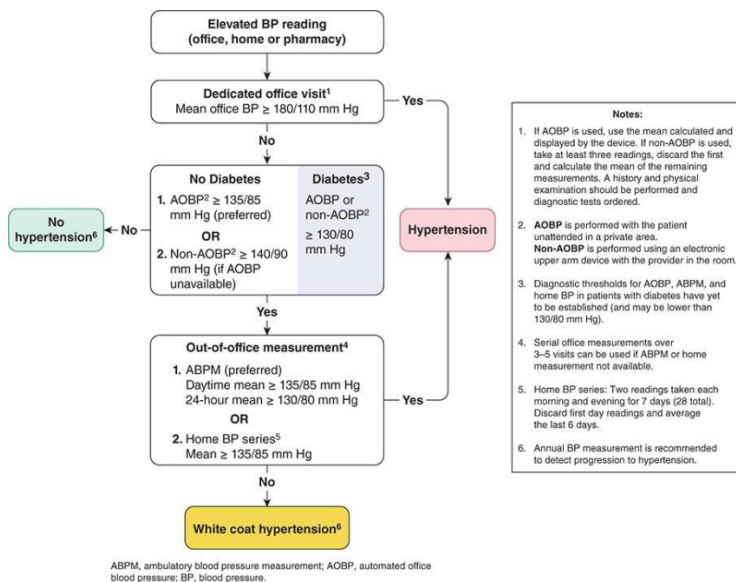 Elevated BP reading
(office, home or pharmacy)
Dedicated office visit¹
Mean office BP ≥ 180/110 mm Hg
Yes
No
No Diabetes
1. AOBP² ≥ 135/85
mm Hg (preferred)
OR
2. Non-AOBP² ≥ 140/90
mm Hg (if AOBP
unavailable)
Diabetes³
AOBP or
non-AOBP²
≥ 130/80
mm Hg
No
No
hypertension⁶
Hypertension
Yes
Out-of-office measurement⁴
1. ABPM (preferred)
Daytime mean ≥ 135/85 mm Hg
24-hour mean ≥ 130/80 mm Hg
OR
2. Home BP series⁵
Mean ≥ 135/85 mm Hg
Yes
No
White coat hypertension⁶
ABPM, ambulatory blood pressure measurement; AOBP, automated office
blood pressure; BP, blood pressure.
Notes:
1. If AOBP is used, use the mean calculated and
displayed by the device. If non-AOBP is used,
take at least three readings, discard the first
and calculate the mean of the remaining
measurements. A history and physical
examination should be performed and
diagnostic tests ordered.
2. AOBP is performed with the patient
unattended in a private area.
Non-AOBP is performed using an electronic
upper arm device with the provider in the room.
3. Diagnostic thresholds for AOBP, ABPM, and
home BP in patients with diabetes have yet
to be established (and may be lower than
130/80 mm Hg).
4. Serial office measurements over
3–5 visits can be used if ABPM or home
measurement not available.
5. Home BP series: Two readings taken each
morning and evening for 7 days (28 total).
Discard first day readings and average
the last 6 days.
6. Annual BP measurement is recommended
to detect progression to hypertension.